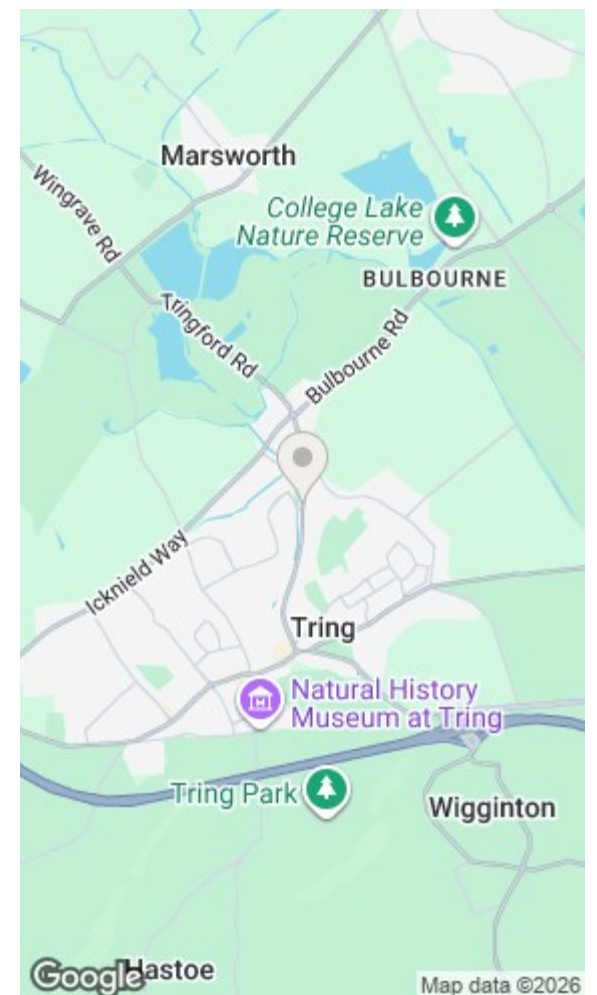 Marsworth
Wingrave Rd
College Lake
Nature Reserve
BULBOURNE
Tringford Rd
Bulbourne Rd
Icknield Way
Tring
Natural History
Museum at Tring
Tring Park
Wigginton
Hastoe
Google
Map data ©2026